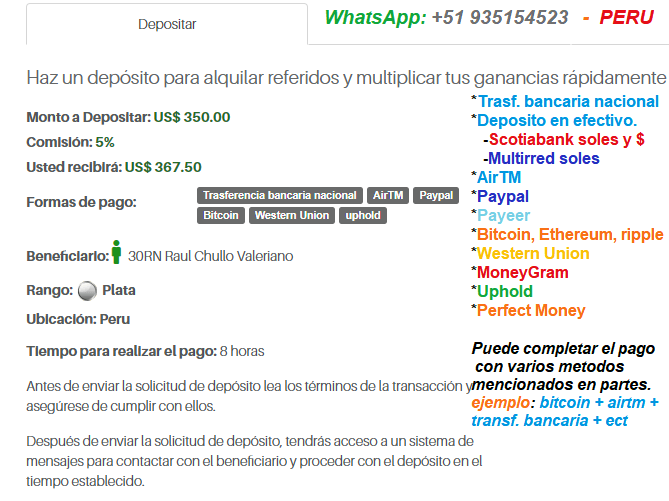 Depositar
WhatsApp: +51 935154523 - PERU
Haz un depósito para alquilar referidos y multiplicar tus ganancias rápidamente
Monto a Depositar: US$ 350.00
Comisión: 5%
Usted recibirá: US$ 367.50
Formas de pago:
Trasferencia bancaria nacional AirTM Paypal
Bitcoin Western Union uphold
Beneficiario: 30RN Raul Chullo Valeriano
Rango: Plata
Ubicación: Peru
Tiempo para realizar el pago: 8 horas
Antes de enviar la solicitud de depósito lea los términos de la transacción y
asegúrese de cumplir con ellos.
Después de enviar la solicitud de depósito, tendrás acceso a un sistema de
mensajes para contactar con el beneficiario y proceder con el depósito en el
tiempo establecido.
*Trasf. bancaria nacional
*Deposito en efectivo.
-Scotiabank soles y $
-Multirred soles
*AirTM
*Paypal
*Payeer
*Bitcoin, Ethereum, ripple
*Western Union
*MoneyGram
*Uphold
*Perfect Money
Puede completar el pago
con varios metodos
mencionados en partes.
ejemplo: bitcoin + airtm +
transf. bancaria + ect